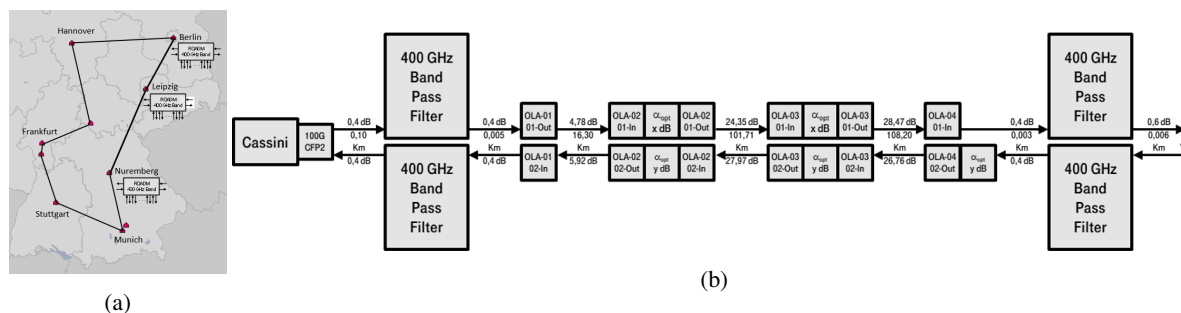 Hannover
Berlin
ROADM
400 GHz Band
Leipzig
ROADM
400 GHz Band
Frankfurt
Nuremberg
ROADM
400 GHz Band
Stuttgart
Munich
(a)
Cassini
100G
CFP2
0,4 dB
0,10
Km
0,4 dB
400 GHz
Band
Pass
Filter
400 GHz
Band
Pass
Filter
0,4 dB
0,005
Km
0,4 dB
OLA-01
01-Out
OLA-01
02-In
4,78 dB
16,30
Km
5,92 dB
OLA-02
01-In
αopt
x dB
OLA-02
01-Out
OLA-02
02-Out
αopt
y dB
OLA-02
02-In
24,35 dB
101,71
Km
27,97 dB
OLA-03
01-In
αopt
x dB
OLA-03
01-Out
OLA-03
02-Out
αopt
y dB
OLA-03
02-In
28,47 dB
108,20
Km
26,76 dB
OLA-04
01-In
OLA-04
02-Out
αopt
y dB
0,4 dB
0,003
Km
0,4 dB
400 GHz
Band
Pass
Filter
400 GHz
Band
Pass
Filter
0,6 dB
0,006
Km
(b)